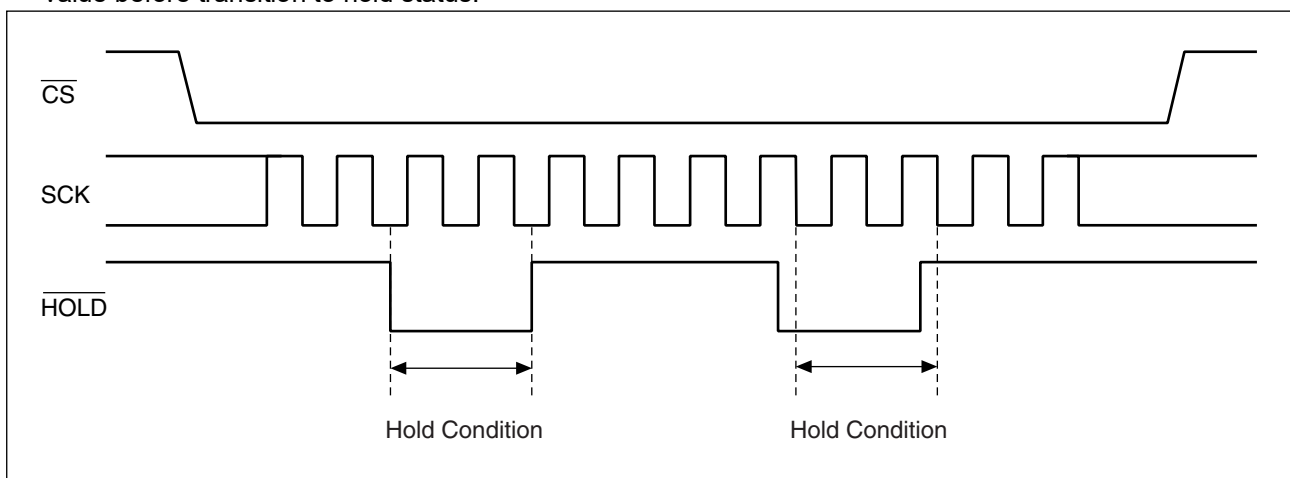 value before transition to hold status.
CS
SCK
HOLD
Hold Condition
Hold Condition